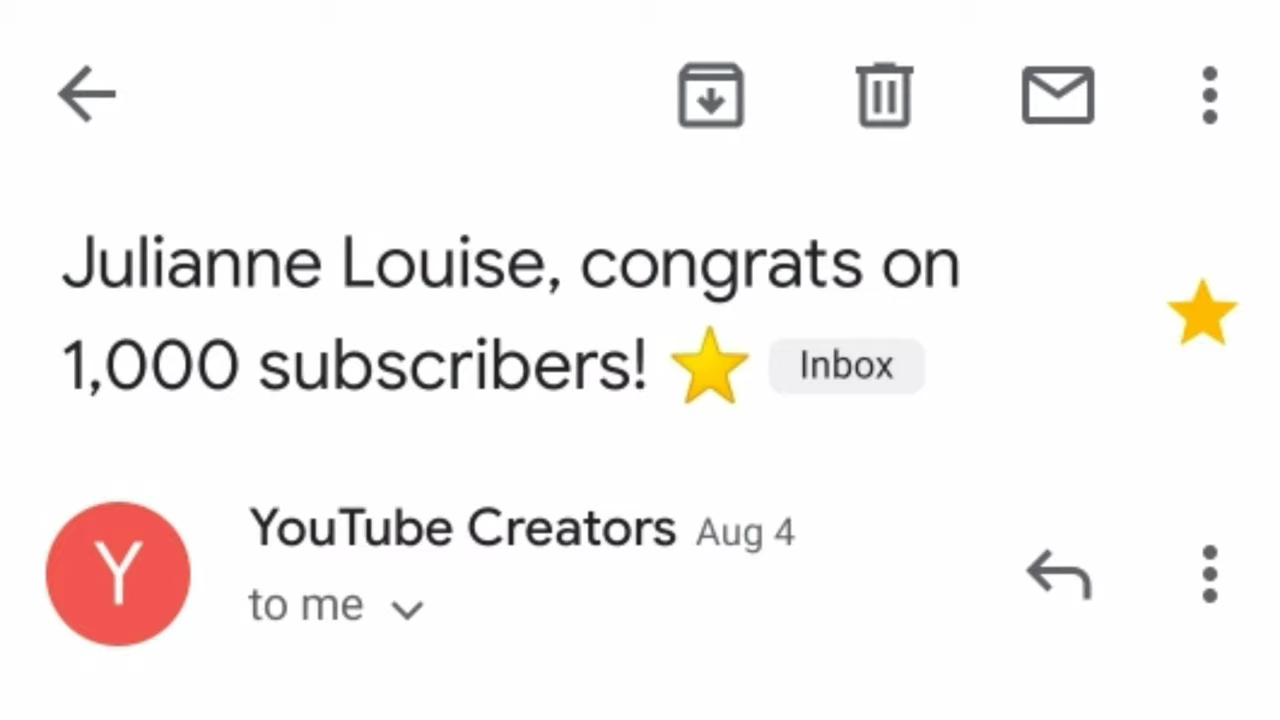 Julianne Louise, congrats on
1,000 subscribers! ⭐ Inbox
Y
YouTube Creators Aug 4
to me